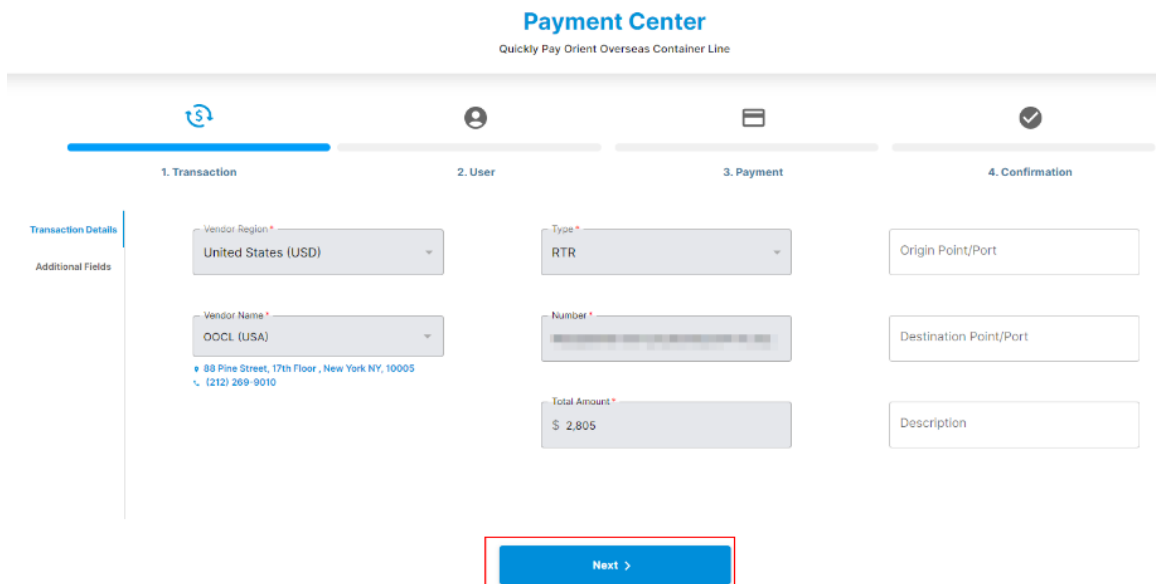 Payment Center
Quickly Pay Orient Overseas Container Line
1. Transaction
2. User
3. Payment
4. Confirmation
Transaction Details
Additional Fields
Vendor Region *
United States (USD)
Type *
RTR
Origin Point/Port
Vendor Name *
OOCL (USA)
88 Pine Street, 17th Floor , New York NY, 10005
(212) 269-9010
Number *
Destination Point/Port
Total Amount *
$ 2,805
Description
Next >